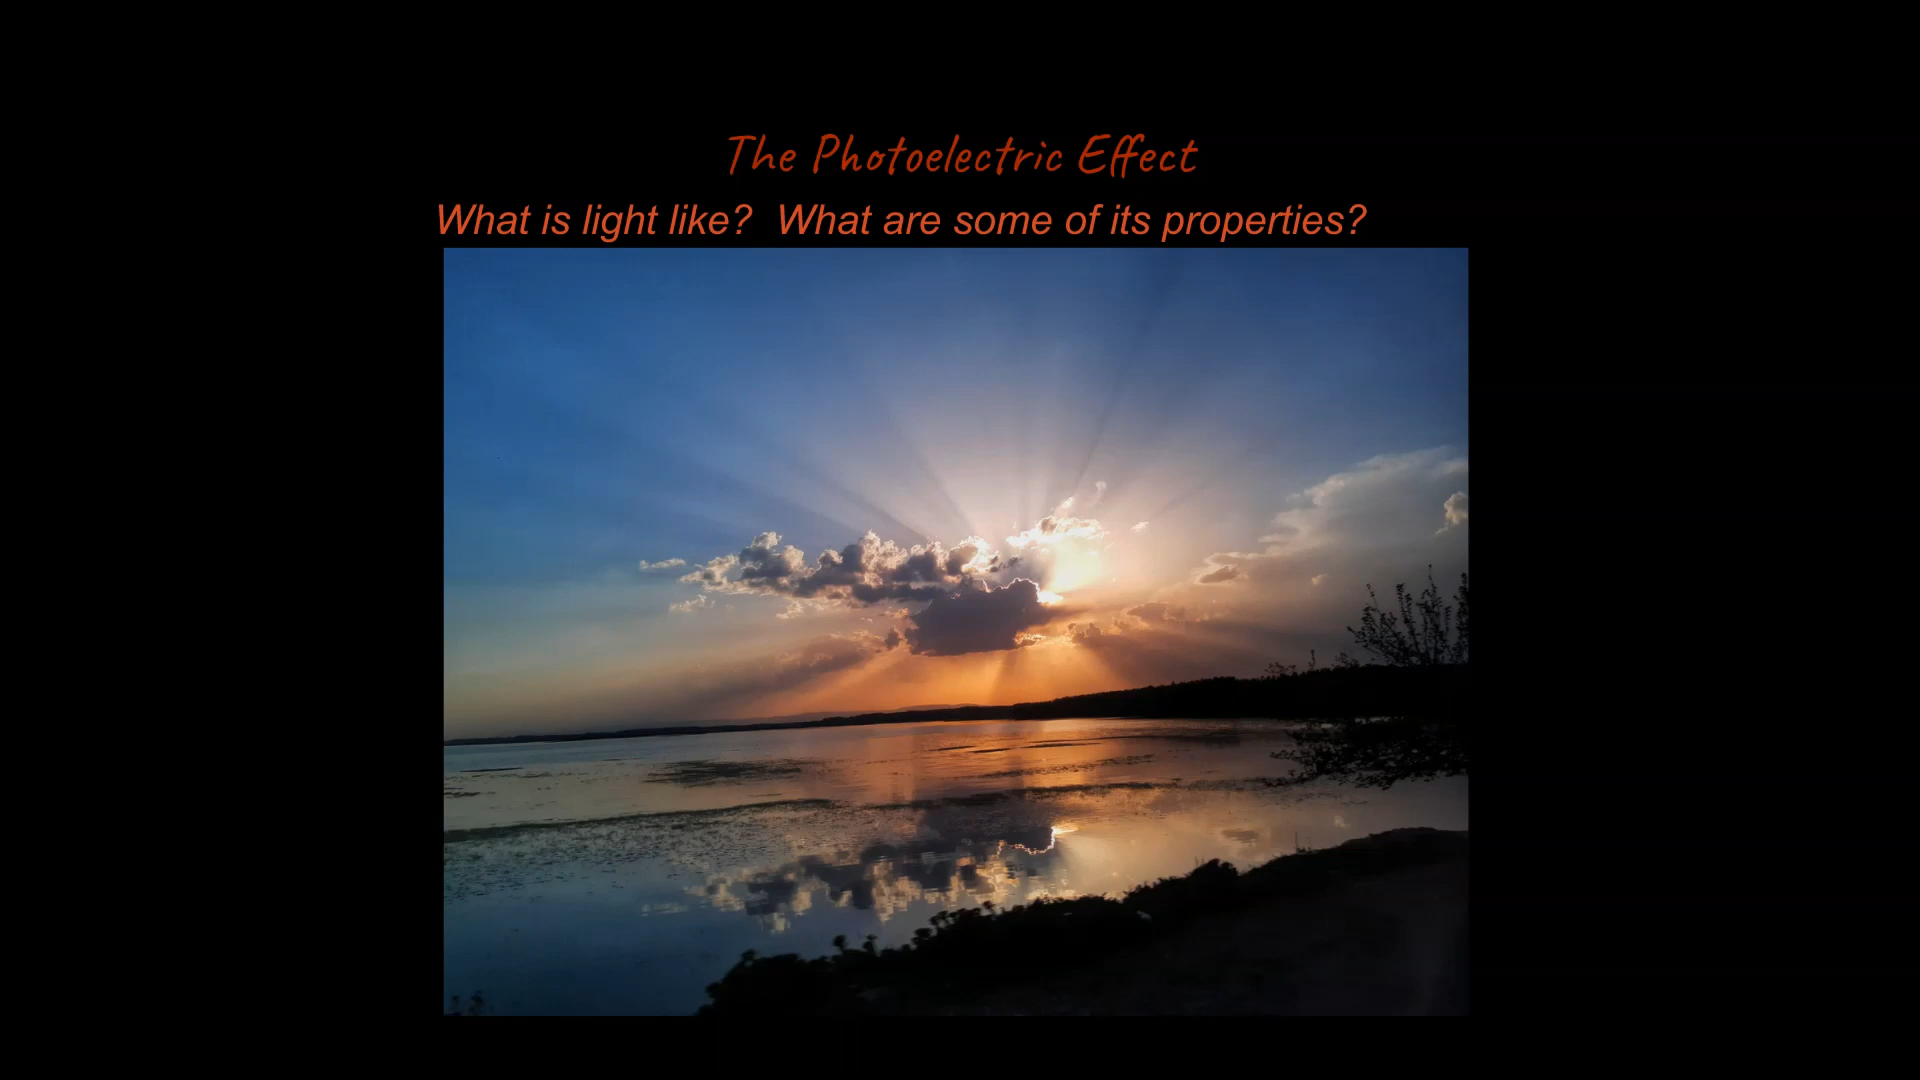 The Photoelectric Effect
What is light like?  What are some of its properties?